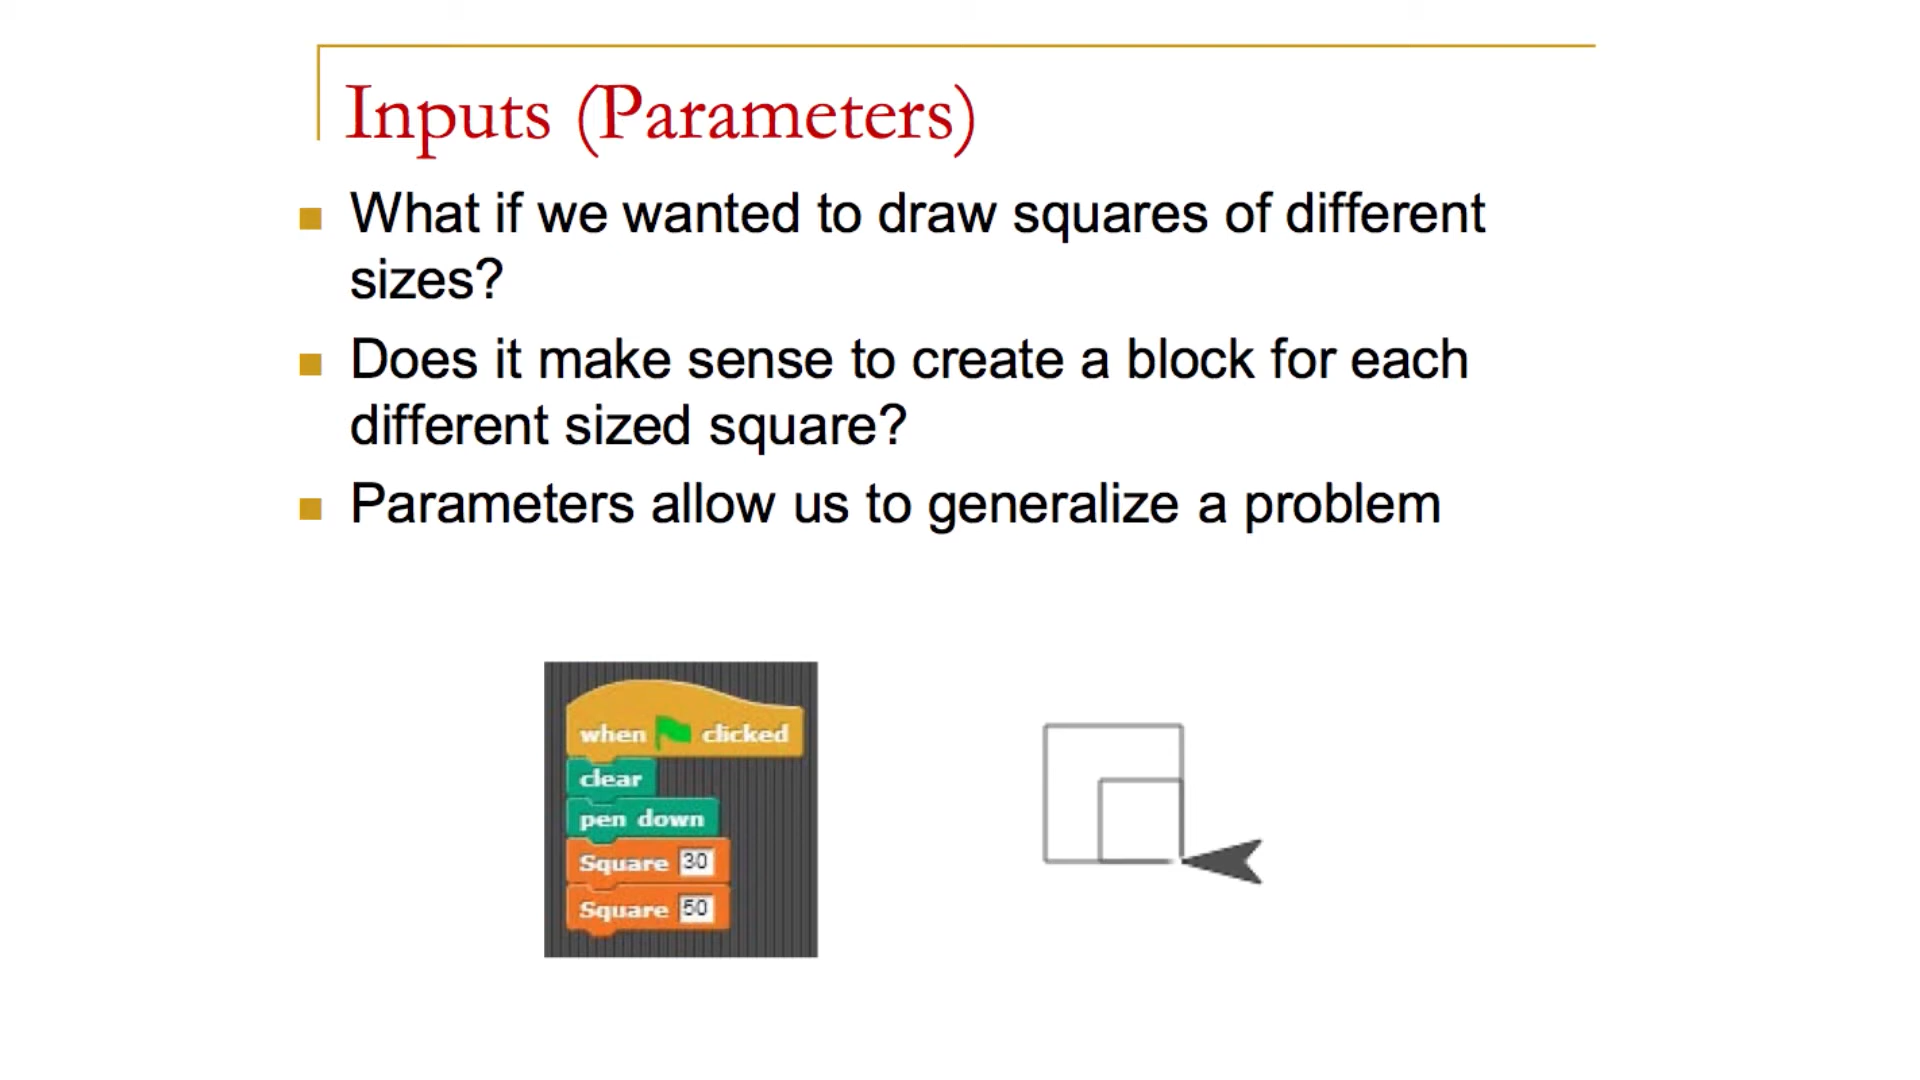 Inputs (Parameters)
What if we wanted to draw squares of different
sizes?
Does it make sense to create a block for each
different sized square?
Parameters allow us to generalize a problem
when clicked
clear
pen down
Square 30
Square 50